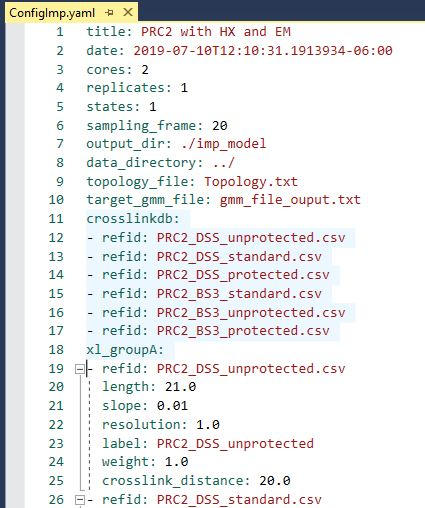 ConfigImp.yaml
1 title: PRC2 with HX and EM
2 date: 2019-07-10T12:10:31.1913934-06:00
3 cores: 2
4 replicates: 1
5 states: 1
6 sampling_frame: 20
7 output_dir: ./imp_model
8 data_directory: ../
9 topology_file: Topology.txt
10 target_gmm_file: gmm_file_ouput.txt
11 crosslinkdb:
12 - refid: PRC2_DSS_unprotected.csv
13 - refid: PRC2_DSS_standard.csv
14 - refid: PRC2_DSS_protected.csv
15 - refid: PRC2_BS3_standard.csv
16 - refid: PRC2_BS3_unprotected.csv
17 - refid: PRC2_BS3_protected.csv
18 xl_groupA:
19 - refid: PRC2_DSS_unprotected.csv
20 length: 21.0
21 slope: 0.01
22 resolution: 1.0
23 label: PRC2_DSS_unprotected
24 weight: 1.0
25 crosslink_distance: 20.0
26 - refid: PRC2_DSS_standard.csv